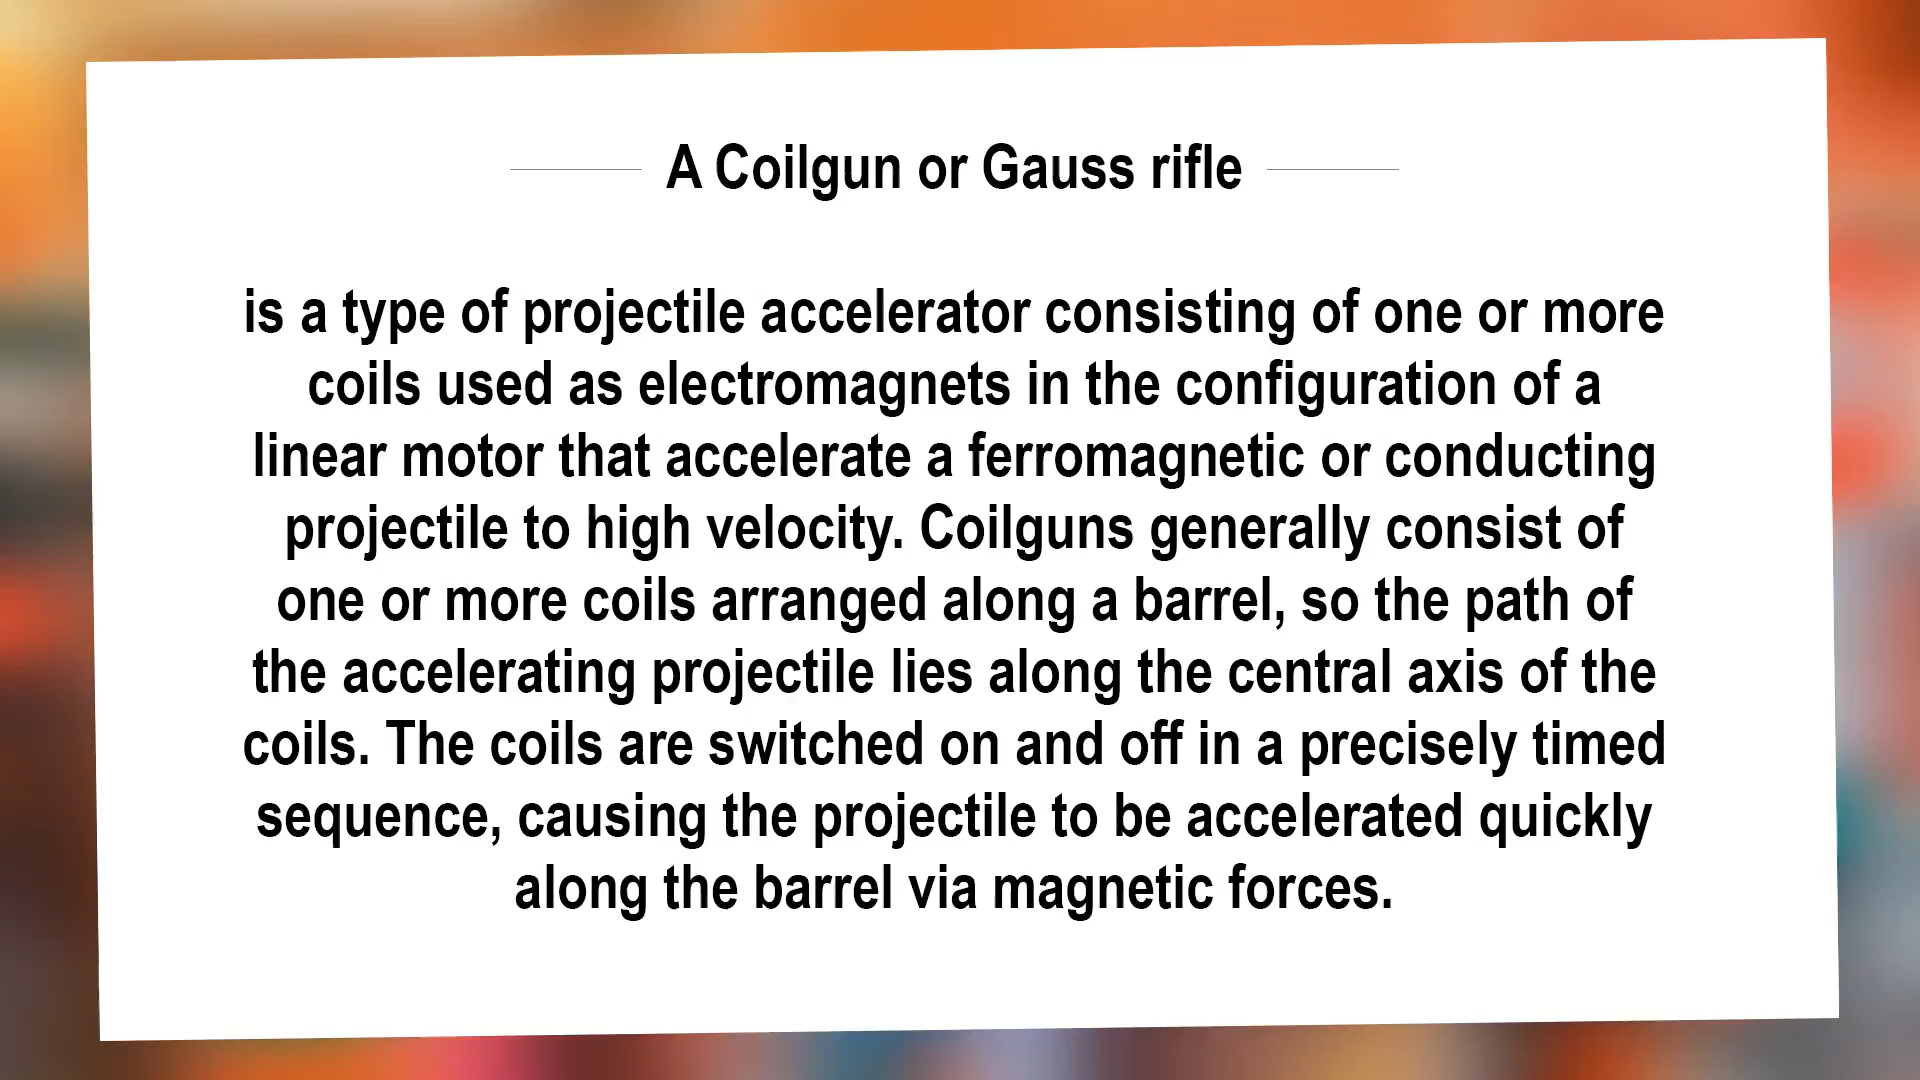 A Coilgun or Gauss rifle
is a type of projectile accelerator consisting of one or more
coils used as electromagnets in the configuration of a
linear motor that accelerate a ferromagnetic or conducting
projectile to high velocity. Coilguns generally consist of
one or more coils arranged along a barrel, so the path of
the accelerating projectile lies along the central axis of the
coils. The coils are switched on and off in a precisely timed
sequence, causing the projectile to be accelerated quickly
along the barrel via magnetic forces.